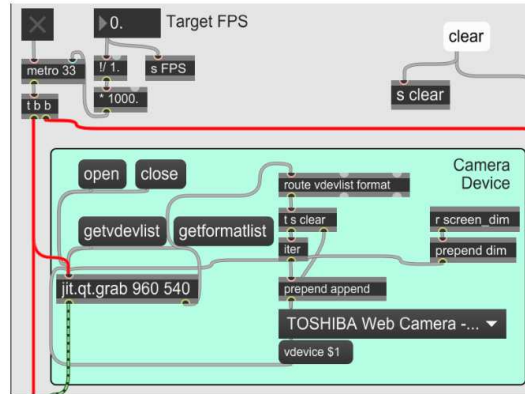 0.
Target FPS
clear
metro 33
!/ 1.
s FPS
t b b
* 1000.
s clear
open
close
route vdevlist format
Camera
Device
getvdevlist
getformatlist
t s clear
r screen_dim
iter
prepend dim
jit.qt.grab 960 540
prepend append
TOSHIBA Web Camera -...
vdevice $1